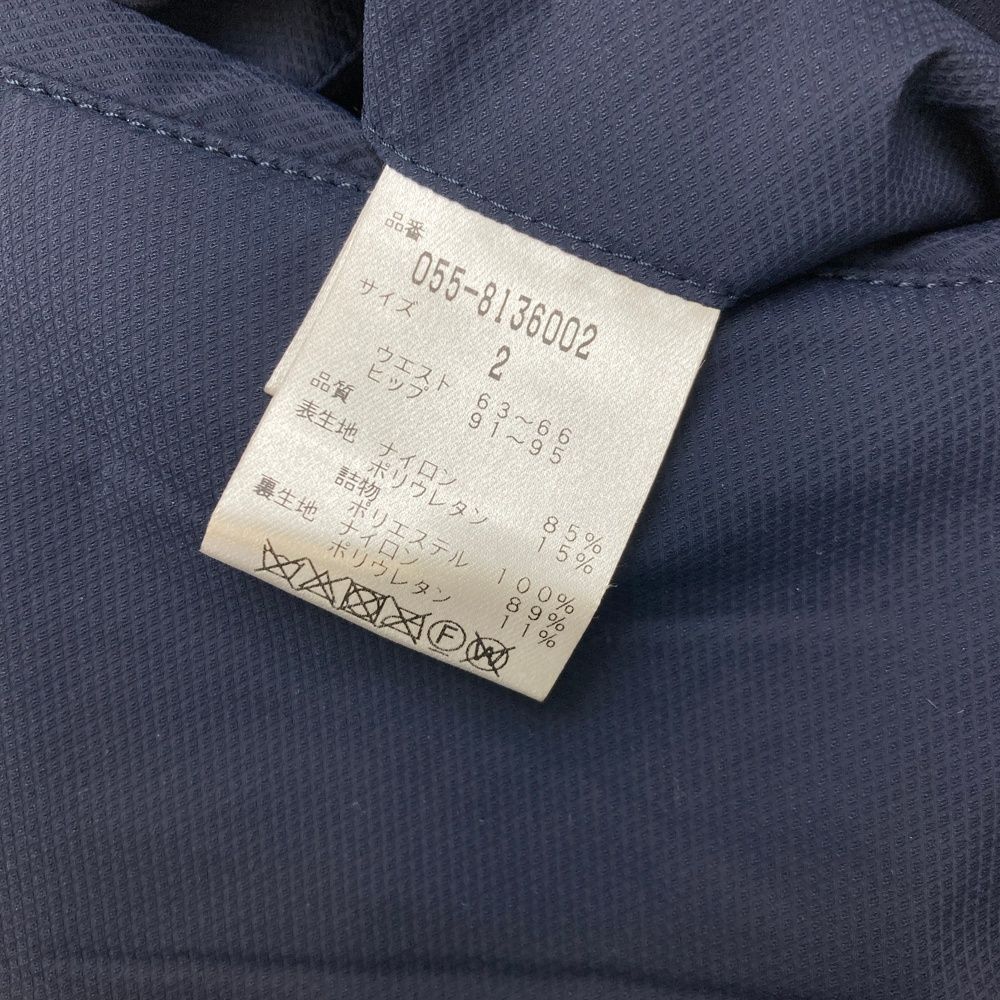 品番
055-8136002
サイズ
2
ウエスト 63～66
ヒップ 91～95
品質
表生地
ナイロン 85%
ポリウレタン 15%
詰物
ポリエステル 100%
裏生地 ナイロン 89%
ポリウレタン 11%
F W